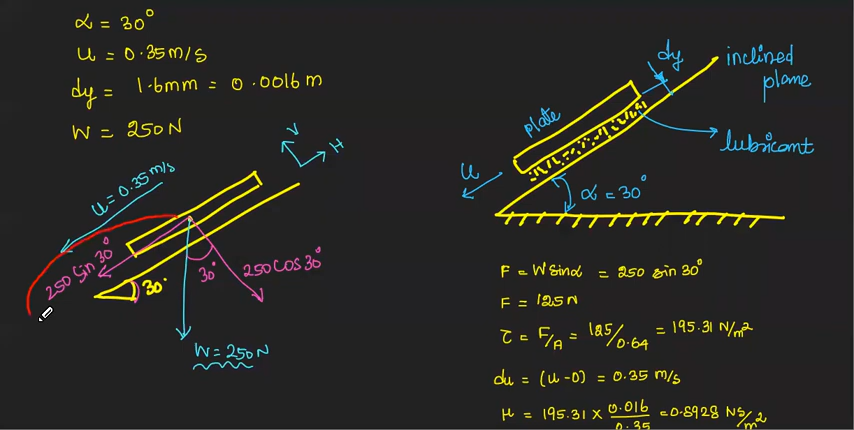 α = 30°
u = 0.35 m/s
dy = 1.6mm = 0.0016 m
W = 250 N
V
H
u = 0.35 m/s
250 sin 30°
30°
30°
250 cos 30°
W = 250 N
dy
inclined plane
plate
lubricant
u
α = 30°
F = W sinα = 250 sin 30°
F = 125 N
τ = F/A = 125/0.64 = 195.31 N/m²
du = (u - 0) = 0.35 m/s
μ = 195.31 × 0.016/0.35 = 0.8928 NS/m²